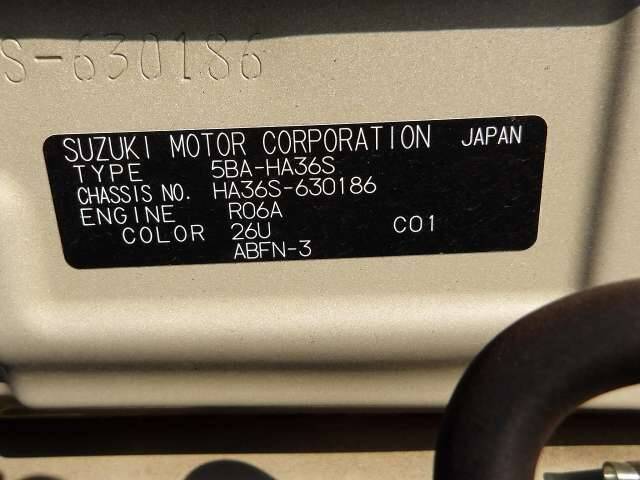 S-630186
SUZUKI MOTOR CORPORATION JAPAN
TYPE 5BA-HA36S
CHASSIS NO. HA36S-630186
ENGINE R06A
COLOR 26U C01
ABFN-3